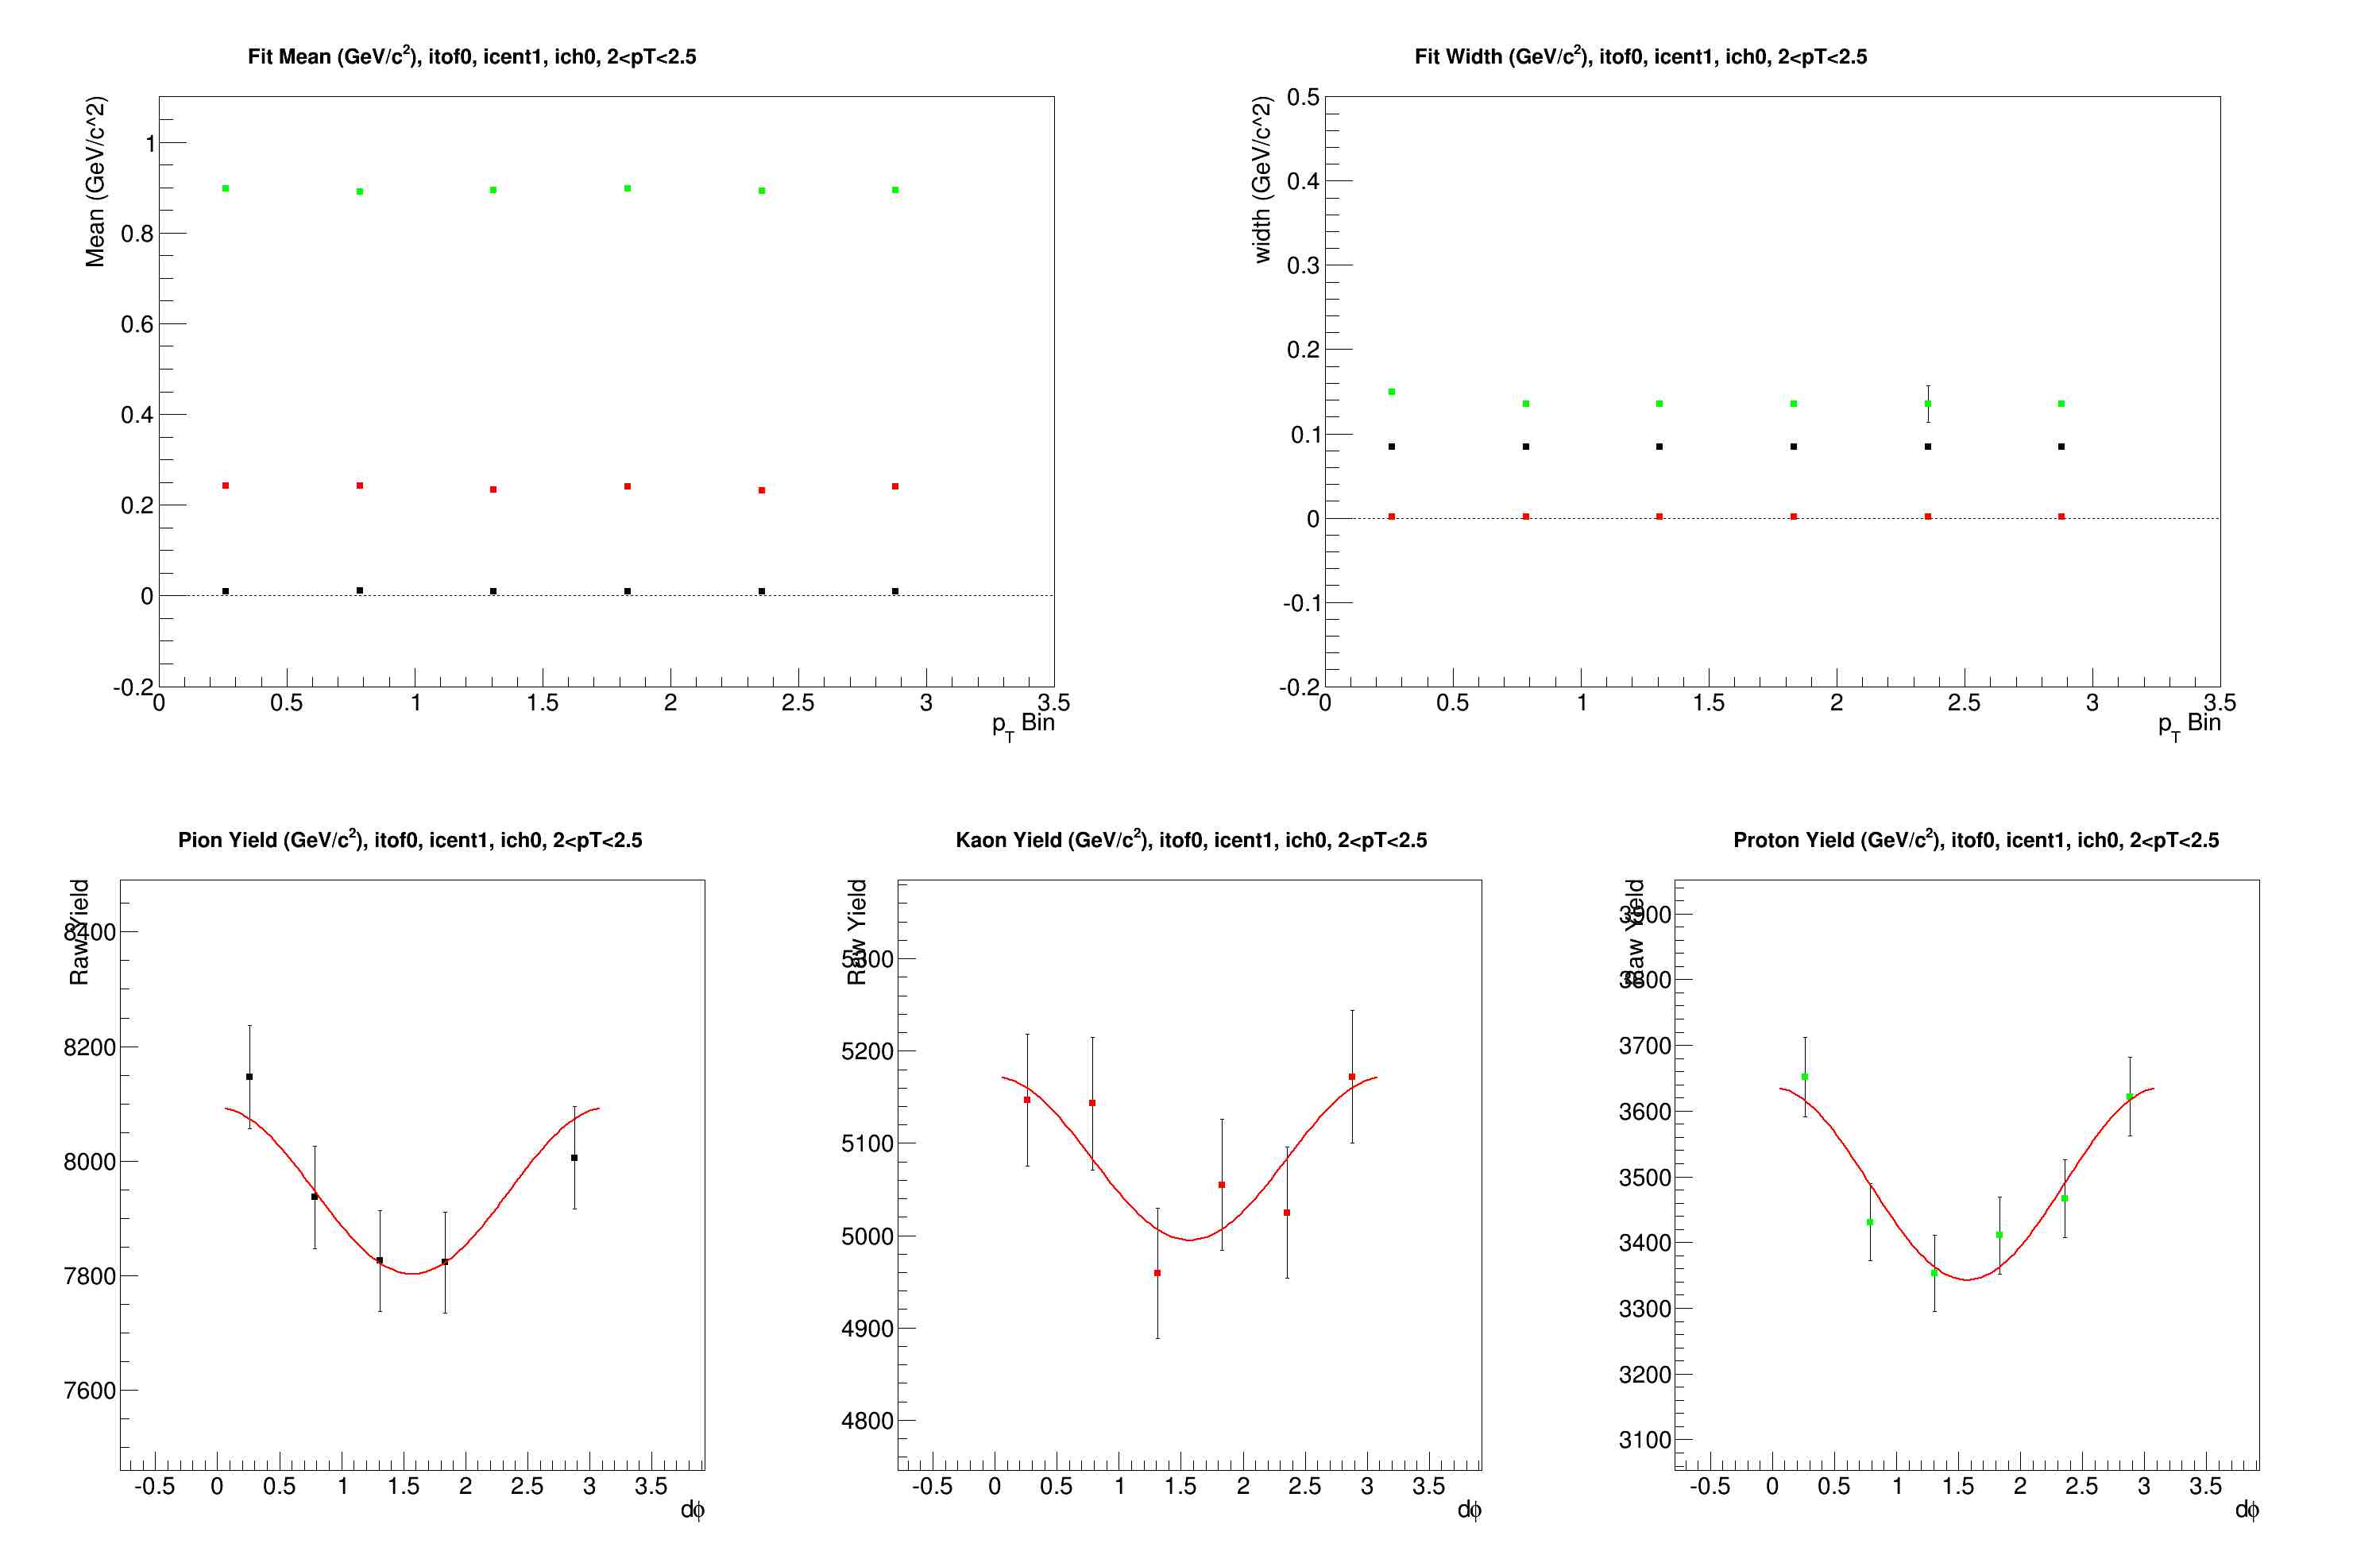 Fit Mean (GeV/c2), itof0, icent1, ich0, 2<pT<2.5
Mean (GeV/c^2)
1
0.8
0.6
0.4
0.2
0
-0.2
0 0.5 1 1.5 2 2.5 3 3.5
pT Bin
Fit Width (GeV/c2), itof0, icent1, ich0, 2<pT<2.5
width (GeV/c^2)
0.5
0.4
0.3
0.2
0.1
0
-0.1
-0.2
0 0.5 1 1.5 2 2.5 3 3.5
pT Bin
Pion Yield (GeV/c2), itof0, icent1, ich0, 2<pT<2.5
Raw Yield
8400
8200
8000
7800
7600
-0.5 0 0.5 1 1.5 2 2.5 3 3.5
dϕ
Kaon Yield (GeV/c2), itof0, icent1, ich0, 2<pT<2.5
Raw Yield
5300
5200
5100
5000
4900
4800
-0.5 0 0.5 1 1.5 2 2.5 3 3.5
dϕ
Proton Yield (GeV/c2), itof0, icent1, ich0, 2<pT<2.5
Raw Yield
3900
3800
3700
3600
3500
3400
3300
3200
3100
-0.5 0 0.5 1 1.5 2 2.5 3 3.5
dϕ